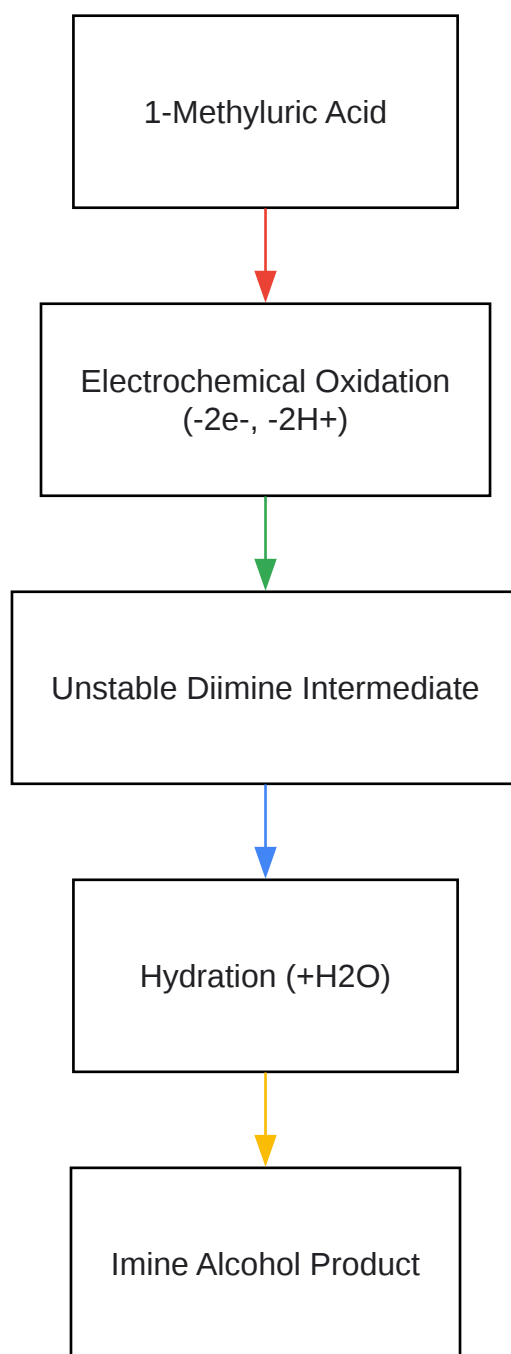 1-Methyluric Acid
Electrochemical Oxidation
(-2e-, -2H+)
Unstable Diimine Intermediate
Hydration (+H2O)
Imine Alcohol Product